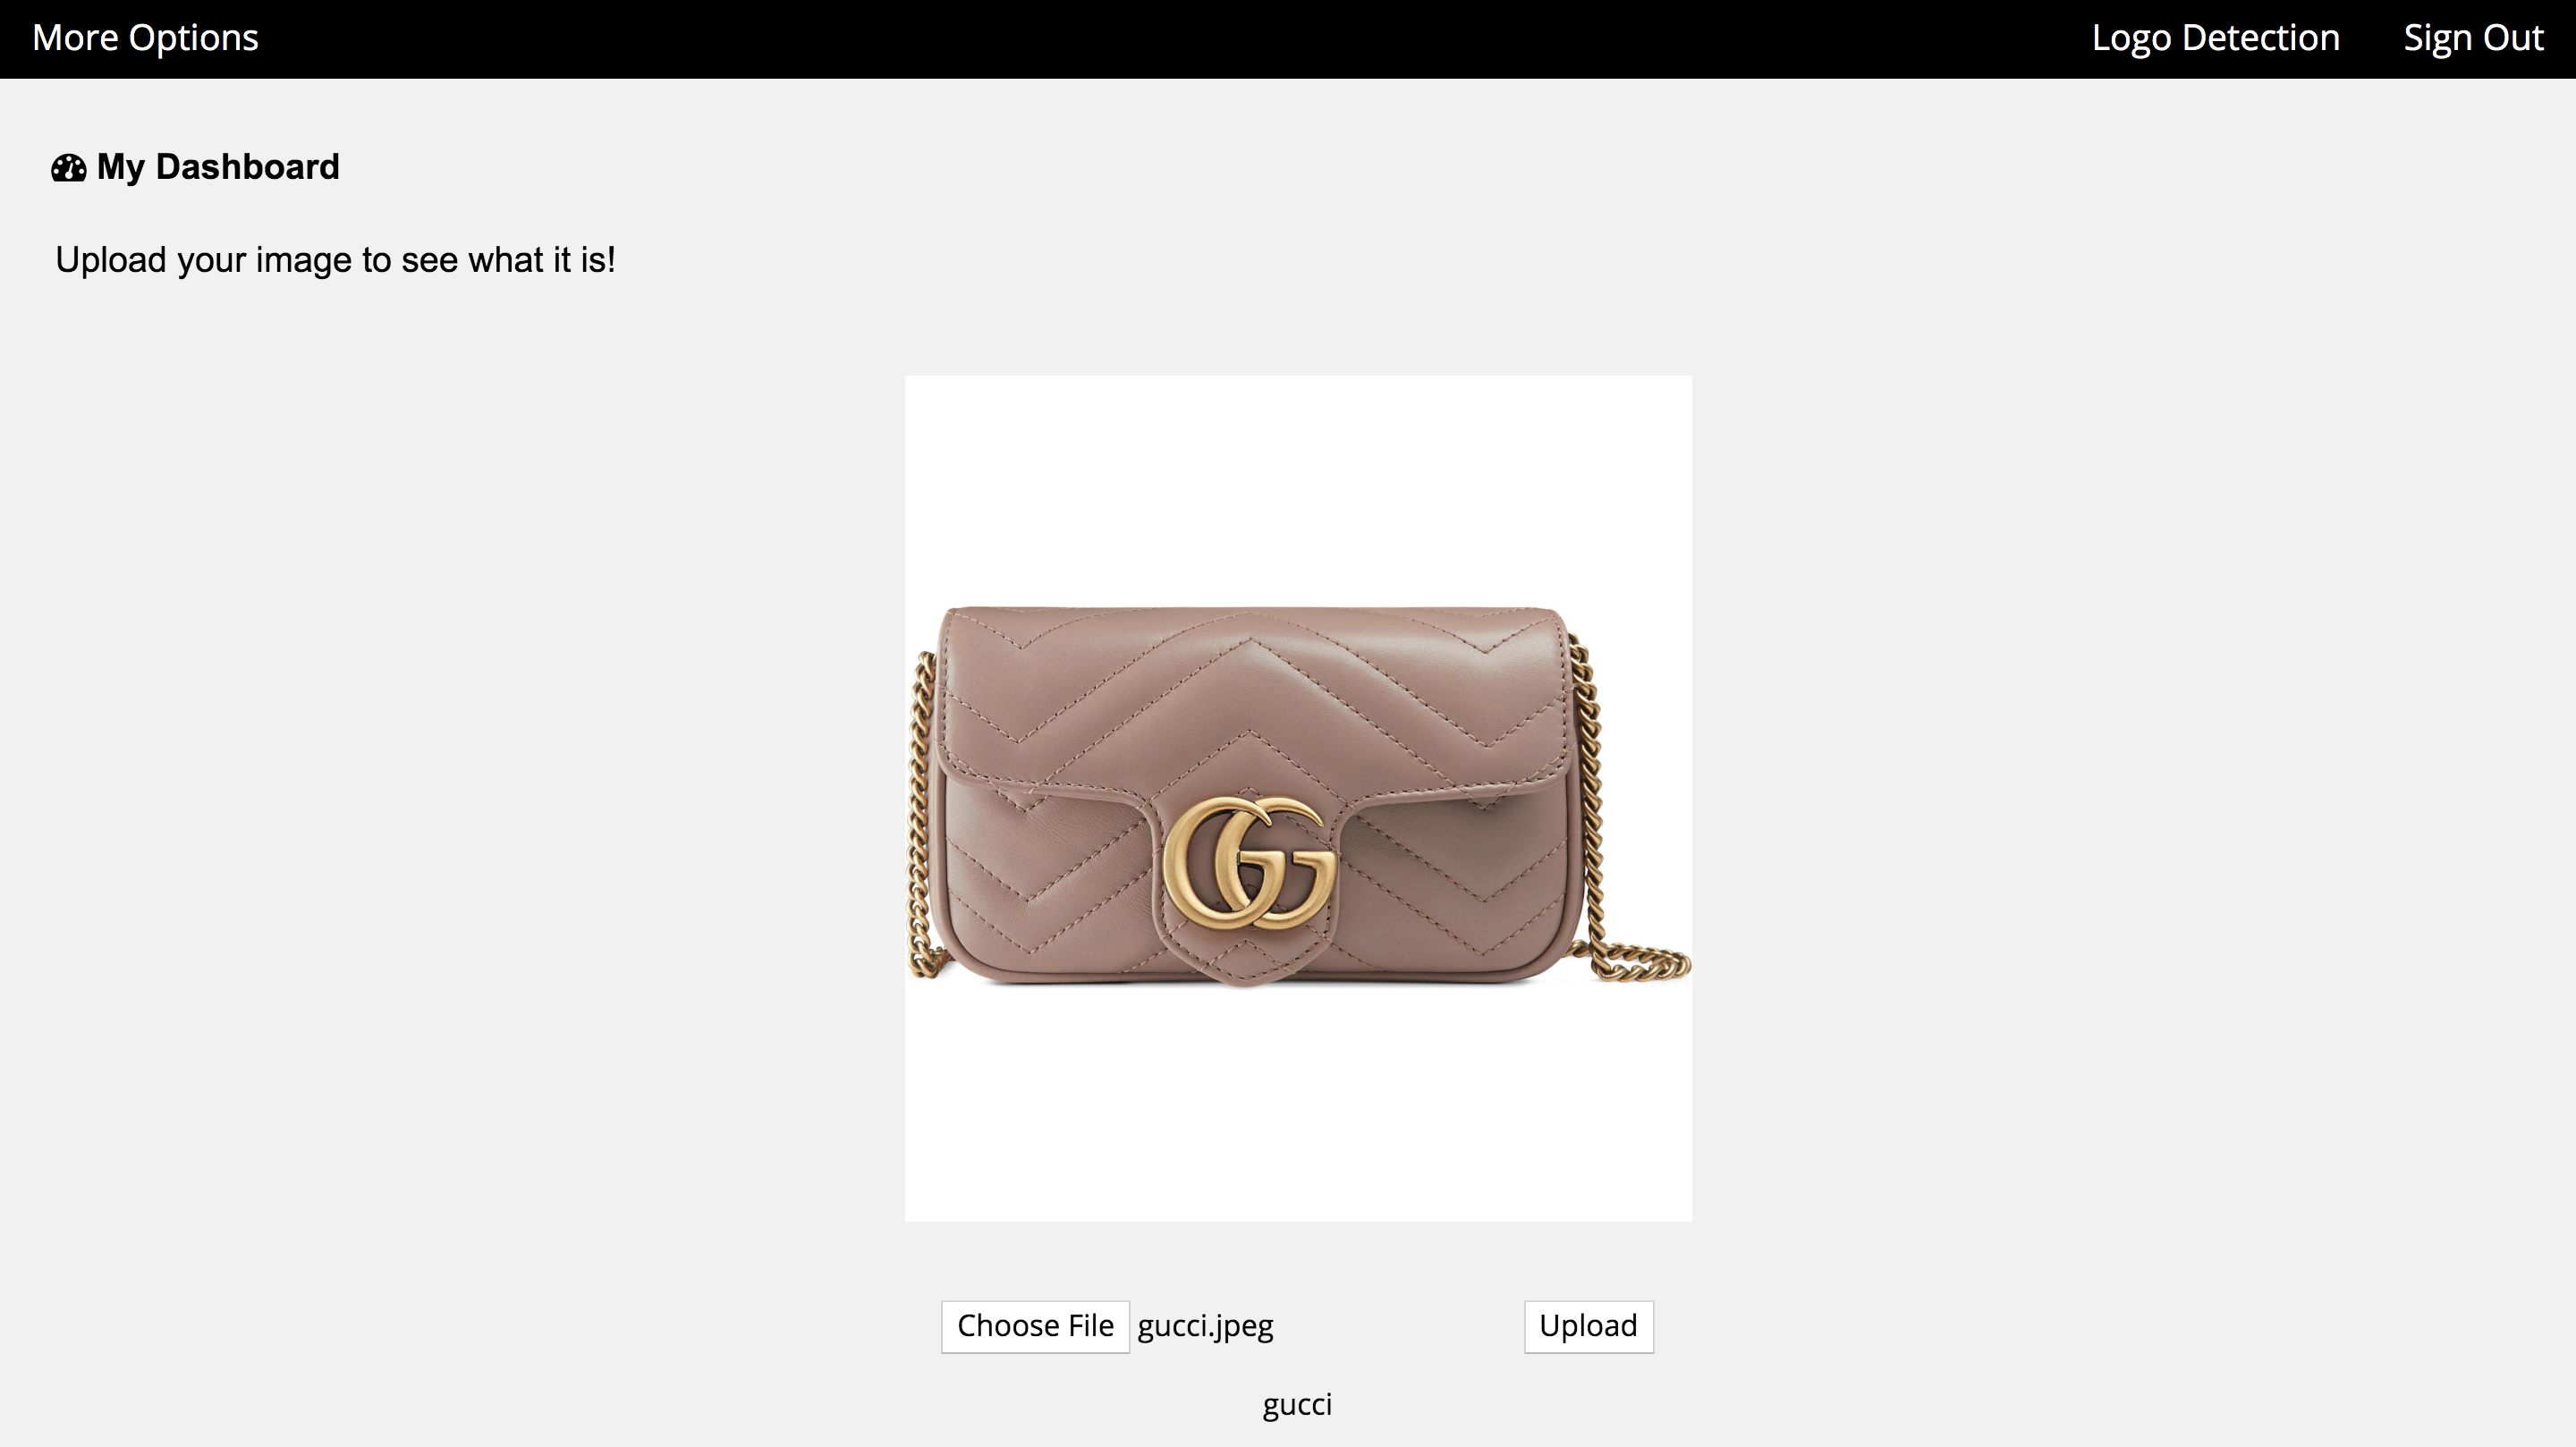 More Options Logo Detection Sign Out
My Dashboard
Upload your image to see what it is!
GG
Choose File gucci.jpeg Upload
gucci